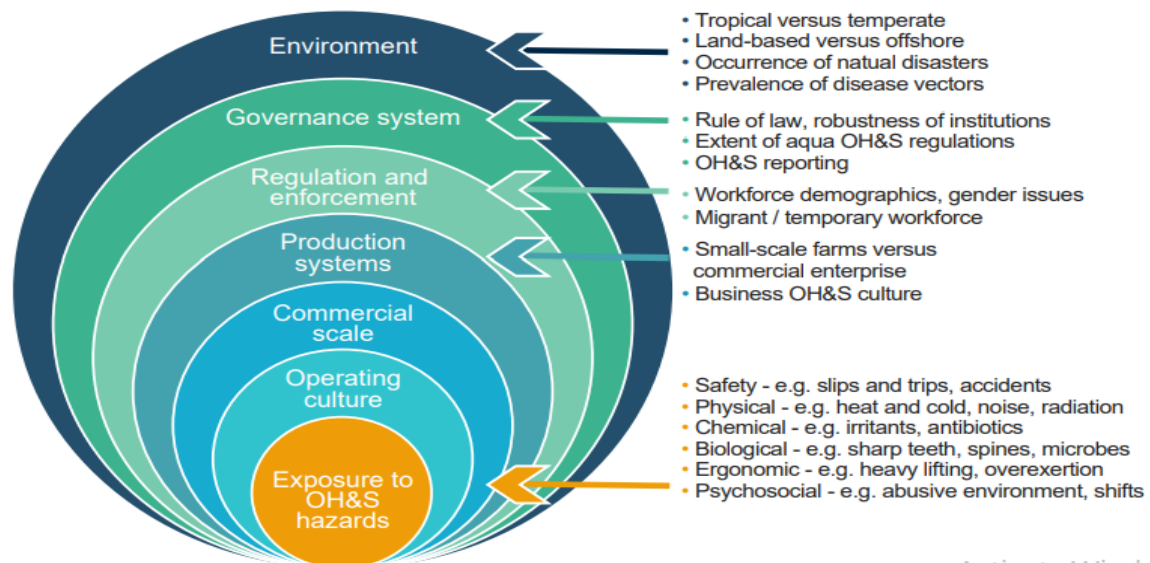 Environment
Governance system
Regulation and
enforcement
Production
systems
Commercial
scale
Operating
culture
Exposure to
OH&S
hazards
• Tropical versus temperate
• Land-based versus offshore
• Occurrence of natual disasters
• Prevalence of disease vectors
• Rule of law, robustness of institutions
• Extent of aqua OH&S regulations
• OH&S reporting
• Workforce demographics, gender issues
• Migrant / temporary workforce
• Small-scale farms versus
commercial enterprise
• Business OH&S culture
• Safety - e.g. slips and trips, accidents
• Physical - e.g. heat and cold, noise, radiation
• Chemical - e.g. irritants, antibiotics
• Biological - e.g. sharp teeth, spines, microbes
• Ergonomic - e.g. heavy lifting, overexertion
• Psychosocial - e.g. abusive environment, shifts